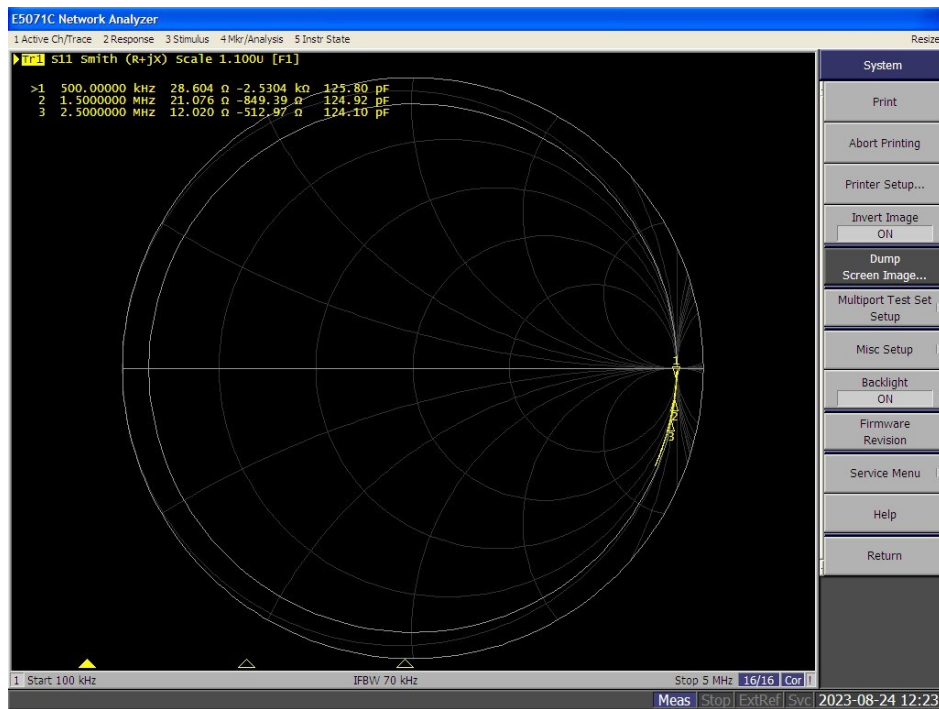 E5071C Network Analyzer
1 Active Ch/Trace 2 Response 3 Stimulus 4 Mkr/Analysis 5 Instr State
Resize
Tr1 S11 Smith (R+jX) Scale 1.100U [F1]
>1 500.00000 kHz 28.604 Ω -2.5304 kΩ 125.80 pF
2 1.5000000 MHz 21.076 Ω -849.39 Ω 124.92 pF
3 2.5000000 MHz 12.020 Ω -512.97 Ω 124.10 pF
1
2
3
System
Print
Abort Printing
Printer Setup...
Invert Image
ON
Dump
Screen Image...
Multiport Test Set
Setup
Misc Setup
Backlight
ON
Firmware
Revision
Service Menu
Help
Return
1 Start 100 kHz IFBW 70 kHz Stop 5 MHz 16/16 Cor !
Meas Stop ExtRef Svc 2023-08-24 12:23